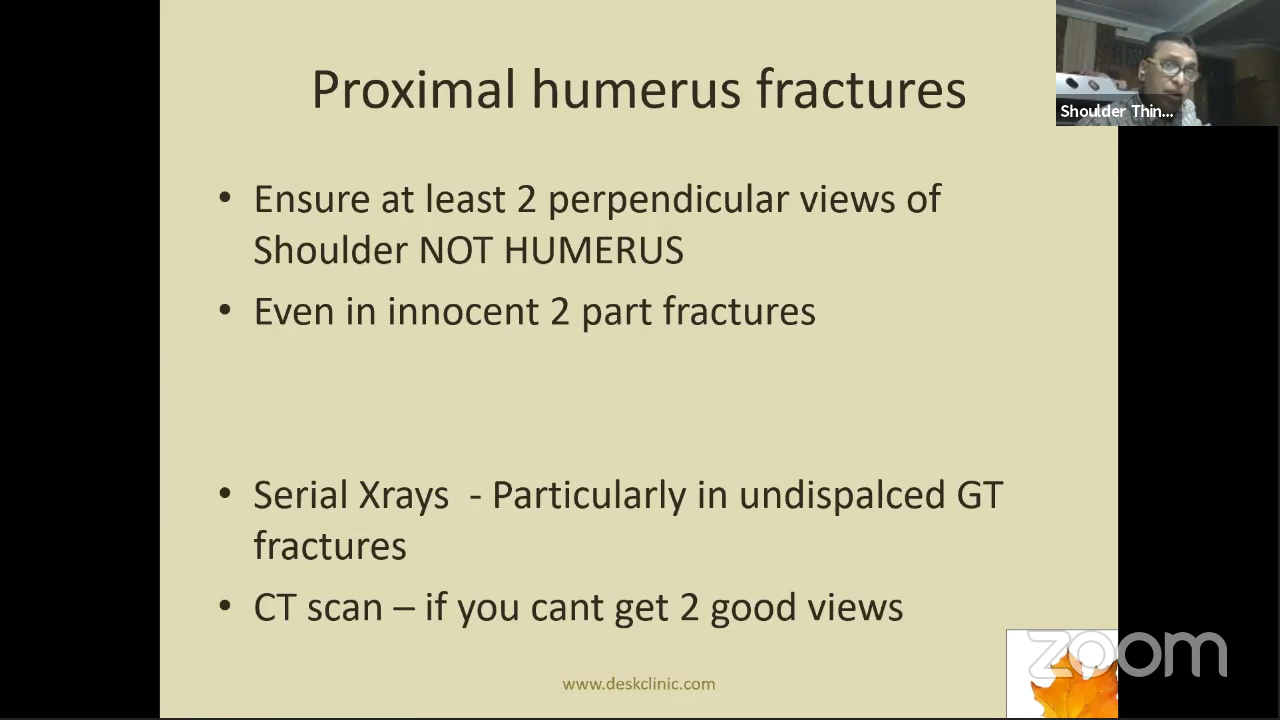 Proximal humerus fractures
Shoulder Thin...
• Ensure at least 2 perpendicular views of
Shoulder NOT HUMERUS
• Even in innocent 2 part fractures
• Serial Xrays - Particularly in undispalced GT
fractures
• CT scan – if you cant get 2 good views
www.deskclinic.com
zoom